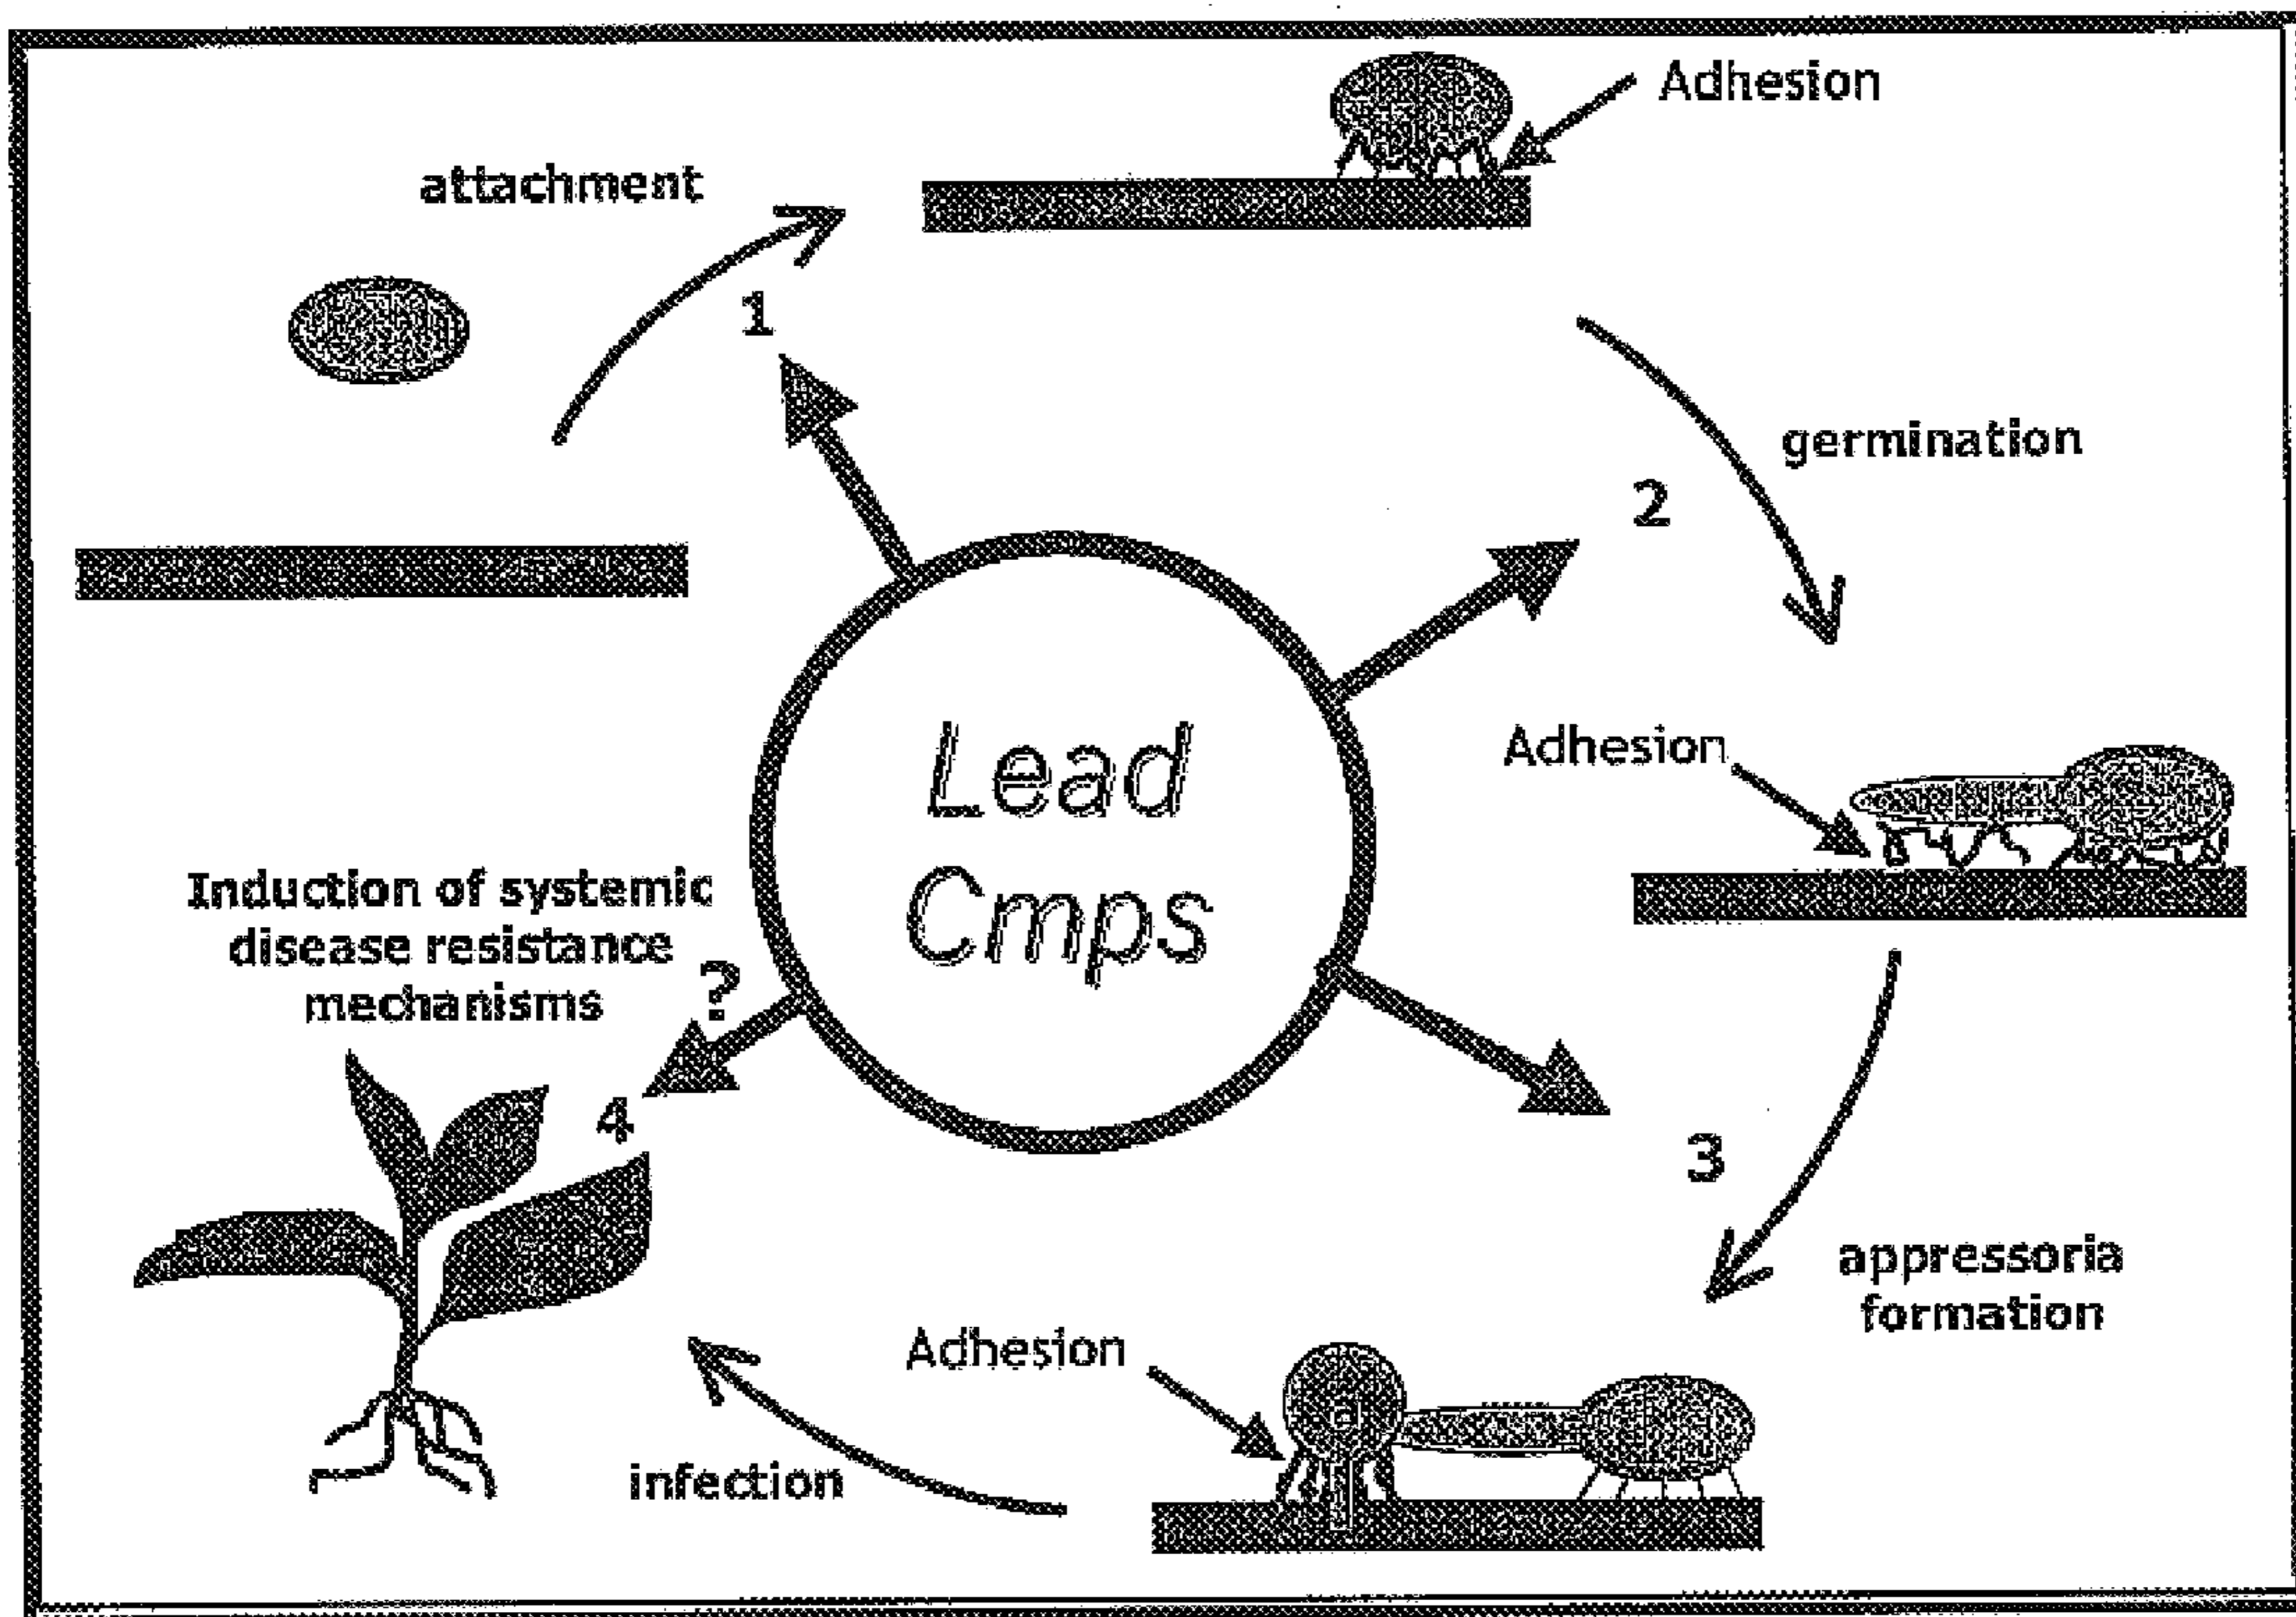 Adhesion
attachment
1
germination
2
Lead
Cmps
Adhesion
Induction of systemic
disease resistance
mechanisms
?
4
3
appressoria
formation
Adhesion
infection